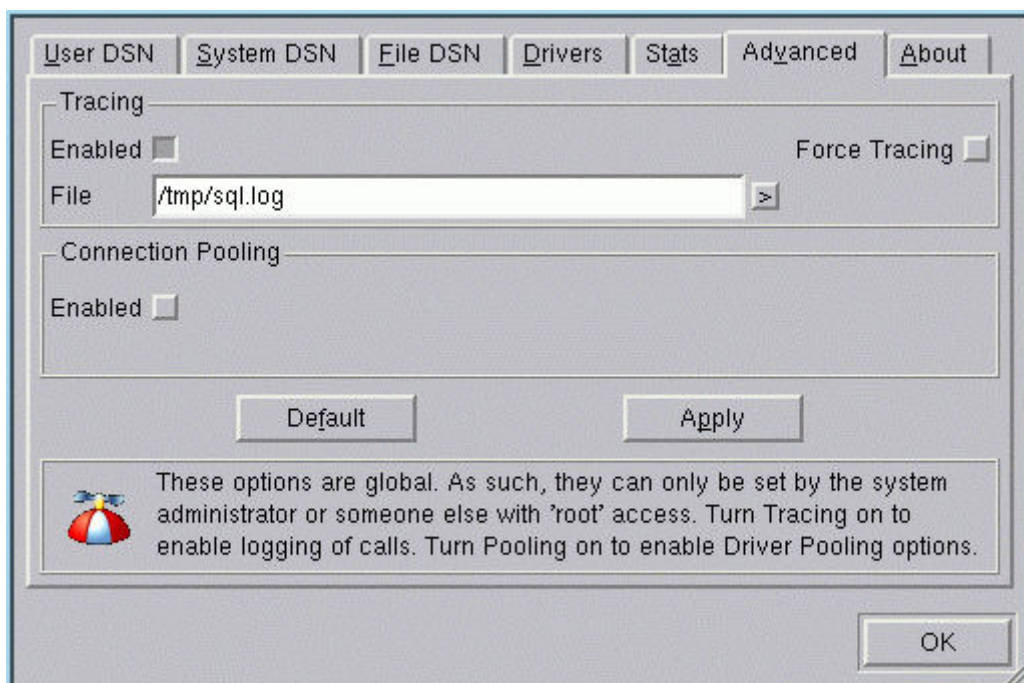 User DSN System DSN File DSN Drivers Stats Advanced About
Tracing
Enabled Force Tracing
File /tmp/sql.log >
Connection Pooling
Enabled
Default Apply
These options are global. As such, they can only be set by the system
administrator or someone else with 'root' access. Turn Tracing on to
enable logging of calls. Turn Pooling on to enable Driver Pooling options.
OK